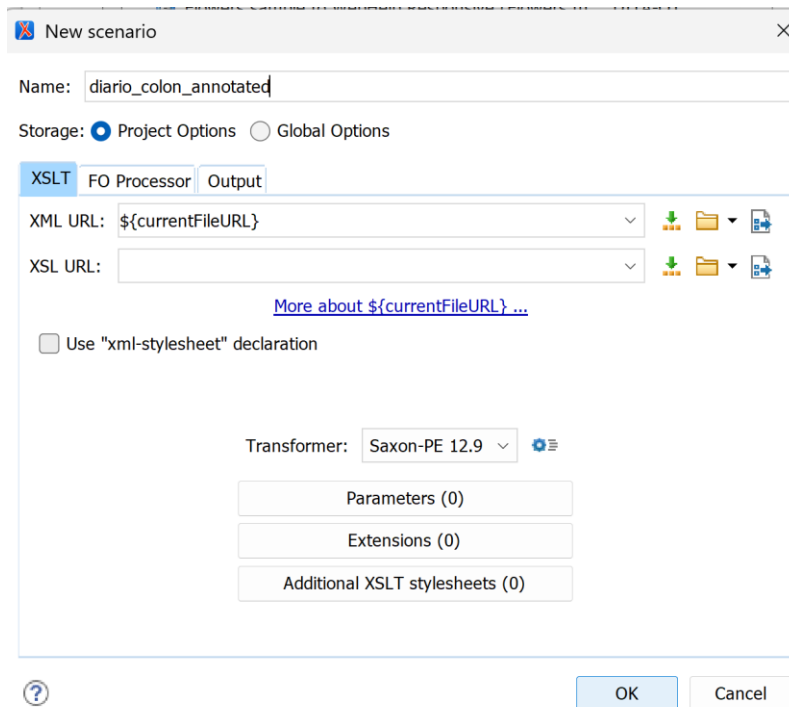 New scenario
Name: diario_colon_annotated
Storage: Project Options Global Options
XSLT FO Processor Output
XML URL: ${currentFileURL}
XSL URL:
More about ${currentFileURL} ...
Use "xml-stylesheet" declaration
Transformer: Saxon-PE 12.9
Parameters (0)
Extensions (0)
Additional XSLT stylesheets (0)
? OK Cancel